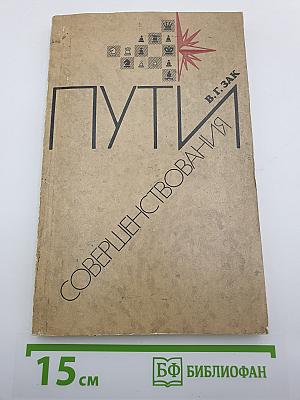 В. Г. ЗАК
ПУТИ
СОВЕРШЕНСТВОВАНИЯ
15 см
БФ БИБЛИОФАН